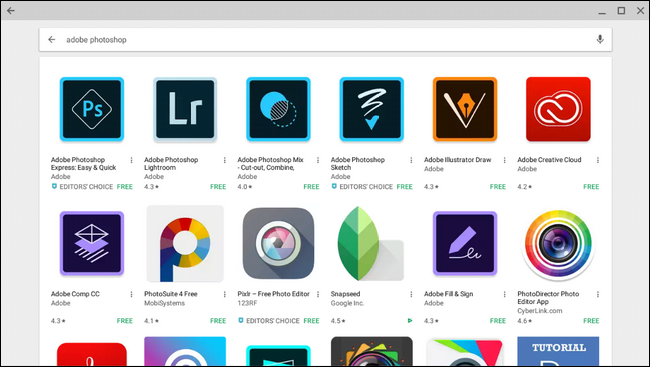 adobe photoshop
Ps
Lr
Adobe Photoshop
Express: Easy & Quick
Adobe
EDITORS' CHOICE FREE
Adobe Photoshop
Lightroom
Adobe
4.3★ FREE
Adobe Photoshop Mix
- Cut-out, Combine,
Adobe
4.0★ FREE
Adobe Photoshop
Sketch
Adobe
EDITORS' CHOICE FREE
Adobe Illustrator Draw
Adobe
4.3★ FREE
Adobe Creative Cloud
Adobe
4.2★ FREE
Adobe Comp CC
Adobe
4.3★ FREE
PhotoSuite 4 Free
MobiSystems
4.1★ FREE
Pixlr – Free Photo Editor
123RF
EDITORS' CHOICE FREE
Snapseed
Google Inc.
4.5★
Adobe Fill & Sign
Adobe
4.3★ FREE
PhotoDirector Photo
Editor App
CyberLink.com
4.6★ FREE
TUTORIAL